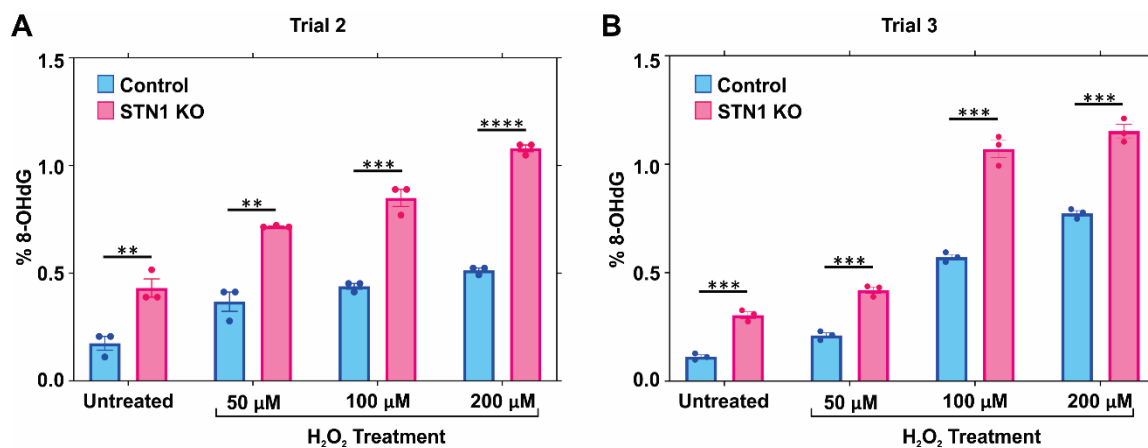 A
Trial 2
1.5
1.0
0.5
0.0
% 8-OHdG
Control
STN1 KO
**
**
***
****
Untreated
50 µM
100 µM
200 µM
H₂O₂ Treatment
B
Trial 3
1.5
1.0
0.5
0.0
% 8-OHdG
Control
STN1 KO
***
***
***
***
Untreated
50 µM
100 µM
200 µM
H₂O₂ Treatment